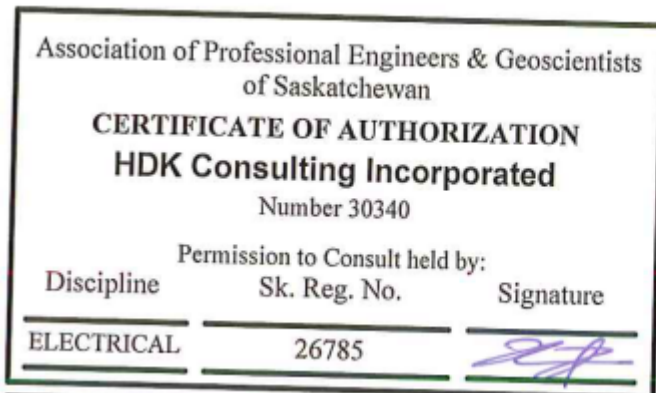 Association of Professional Engineers & Geoscientists
of Saskatchewan
CERTIFICATE OF AUTHORIZATION
HDK Consulting Incorporated
Number 30340
Permission to Consult held by:
Discipline Sk. Reg. No. Signature
ELECTRICAL 26785